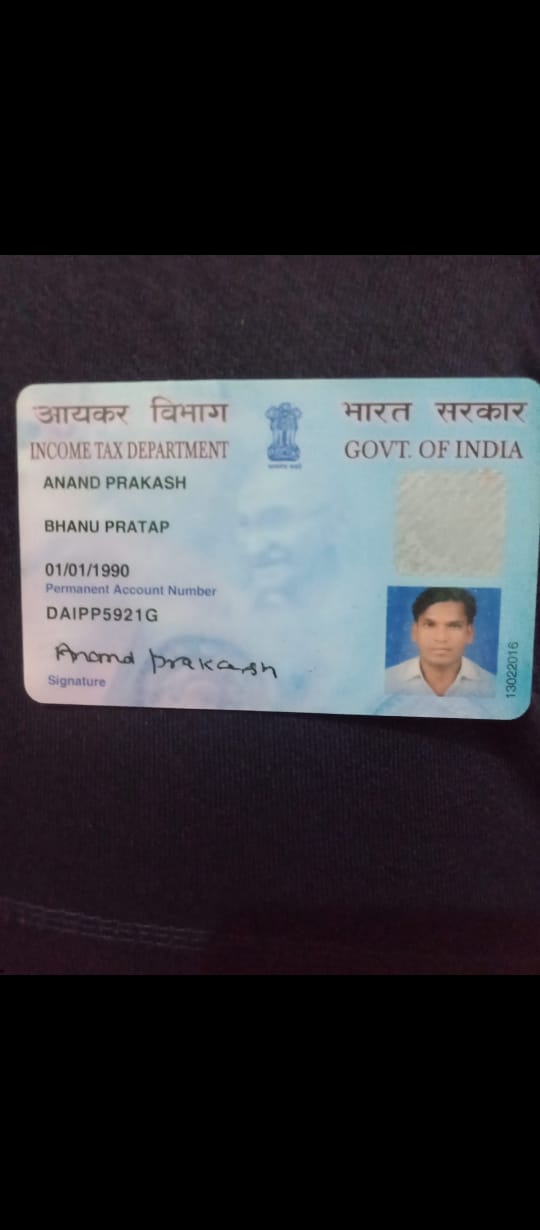 आयकर विभाग
INCOME TAX DEPARTMENT
भारत सरकार
GOVT. OF INDIA
ANAND PRAKASH
BHANU PRATAP
01/01/1990
Permanent Account Number
DAIPP5921G
Anand prakash
Signature
13022016